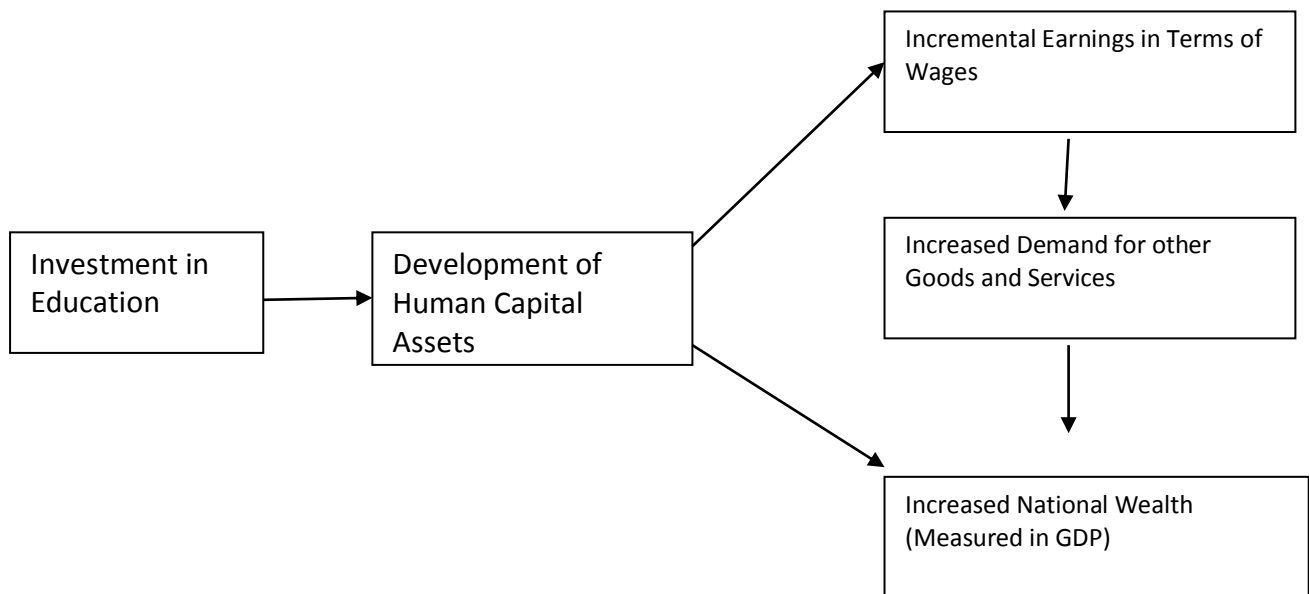 Investment in
Education
Development of
Human Capital
Assets
Incremental Earnings in Terms of
Wages
Increased Demand for other
Goods and Services
Increased National Wealth
(Measured in GDP)